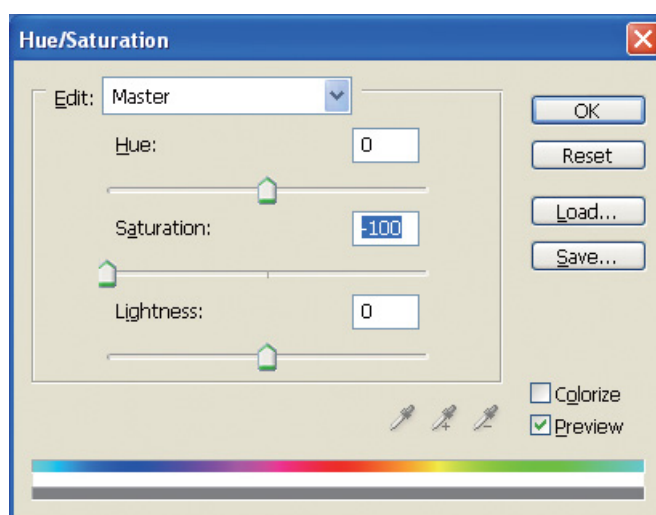 Hue/Saturation
Edit: Master
OK
Hue: 0
Reset
Load...
Saturation: -100
Save...
Lightness: 0
Colorize
Preview